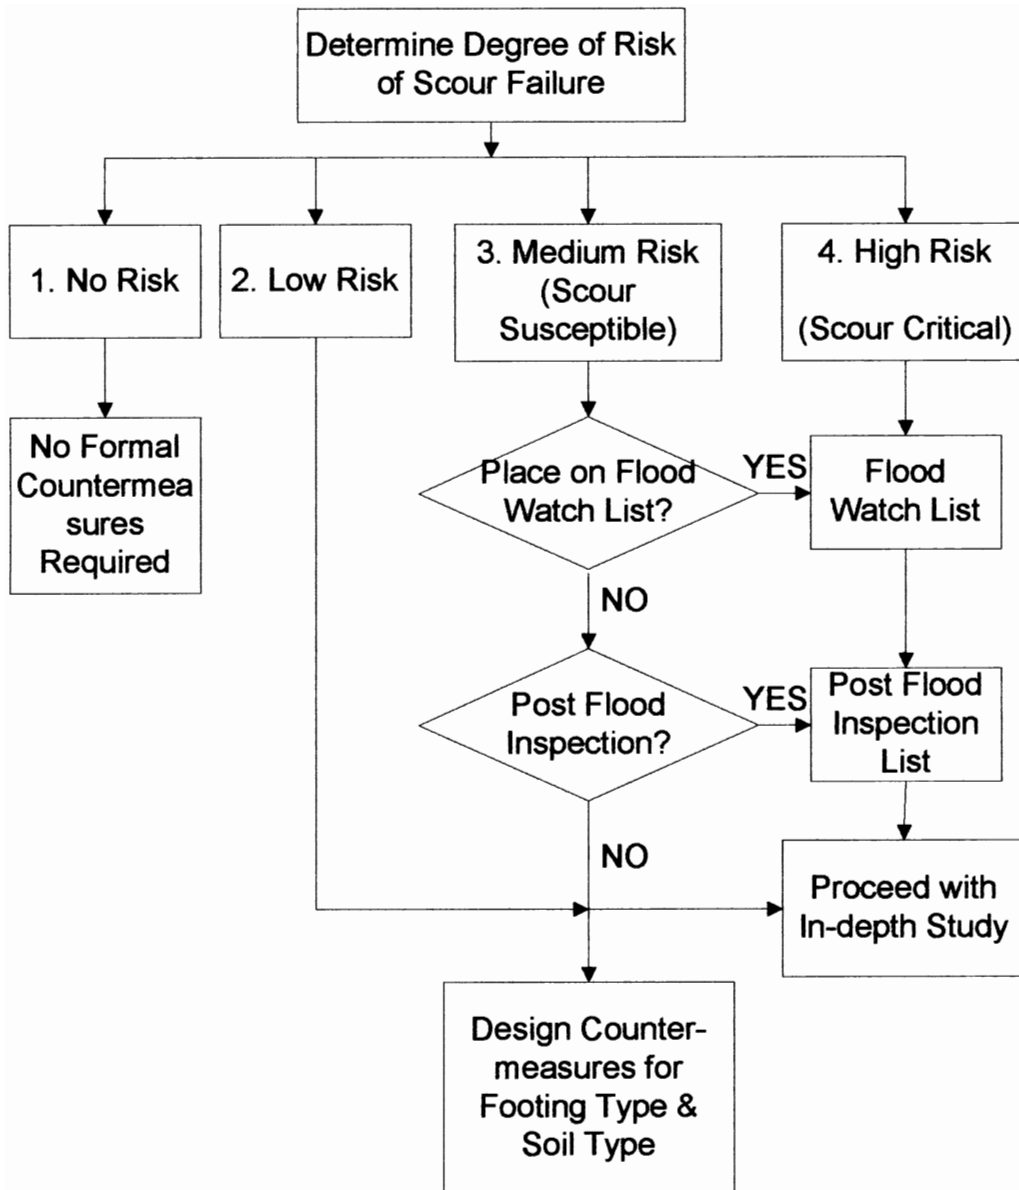 Determine Degree of Risk
of Scour Failure
1. No Risk
2. Low Risk
3. Medium Risk
(Scour
Susceptible)
4. High Risk
(Scour Critical)
No Formal
Countermea
sures
Required
Place on Flood
Watch List?
YES
Flood
Watch List
NO
Post Flood
Inspection?
YES
Post Flood
Inspection
List
NO
Proceed with
In-depth Study
Design Counter-
measures for
Footing Type &
Soil Type